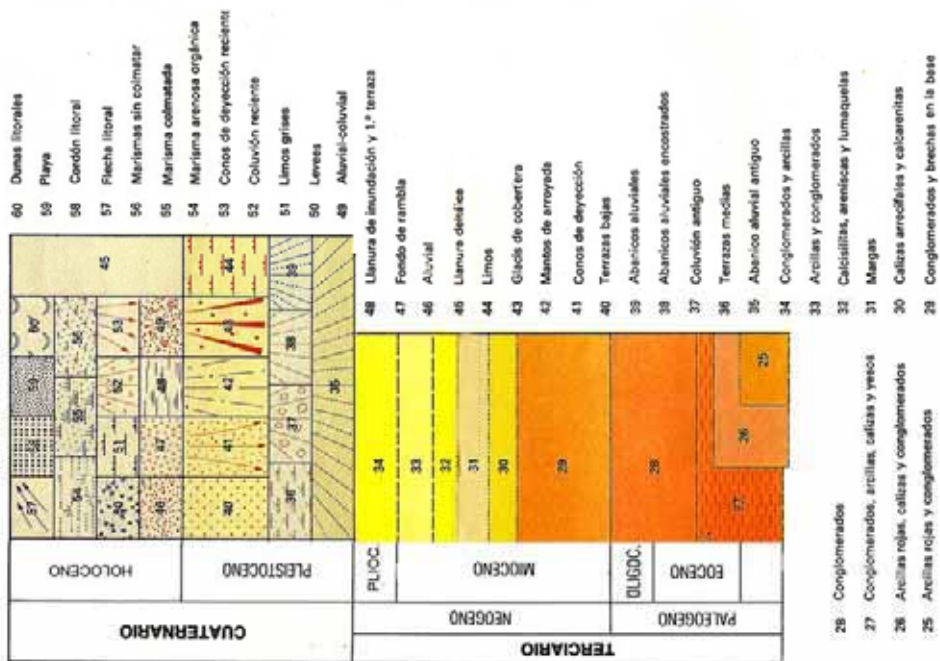 60 Dunas litorales
59 Playa
58 Cordón litoral
57 Flecha litoral
56 Marismas sin colmatar
55 Marisma colmatada
54 Marisma arenosa orgánica
53 Conos de deyección reciente
52 Coluvión reciente
51 Limos grises
50 Levees
49 Aluvial-coluvial
48 Llanura de inundación y 1.ª terraza
47 Fondo de rambla
46 Aluvial
45 Llanura deltáica
44 Limos
43 Glacis de cobertera
42 Mantos de arroyada
41 Conos de deyección
40 Terrazas bajas
39 Abanicos aluviales
38 Abanicos aluviales encostrados
37 Coluvión antiguo
36 Terrazas medias
35 Abanico aluvial antiguo
34 Conglomerados y arcillas
33 Arcillas y conglomerados
32 Calcisiltitas, areniscas y lumaquelas
31 Margas
30 Calizas arrecifales y calcarenitas
29 Conglomerados y brechas en la base
28 Conglomerados
27 Conglomerados, arcillas, calizas y yesos
26 Arcillas rojas, calizas y conglomerados
25 Arcillas rojas y conglomerados
CUATERNARIO
HOLOCENO
PLEISTOCENO
TERCIARIO
NEOGENO
PLIOC.
MIOCENO
PALEOGENO
OLIGOC.
EOCENO
57 58 59 60
54 55 56
50 51 52 53
46 47 48 49
45
40 41 42 43 44
36 37 38 39
35
34
33
32
31
30
29
28
27
26
25